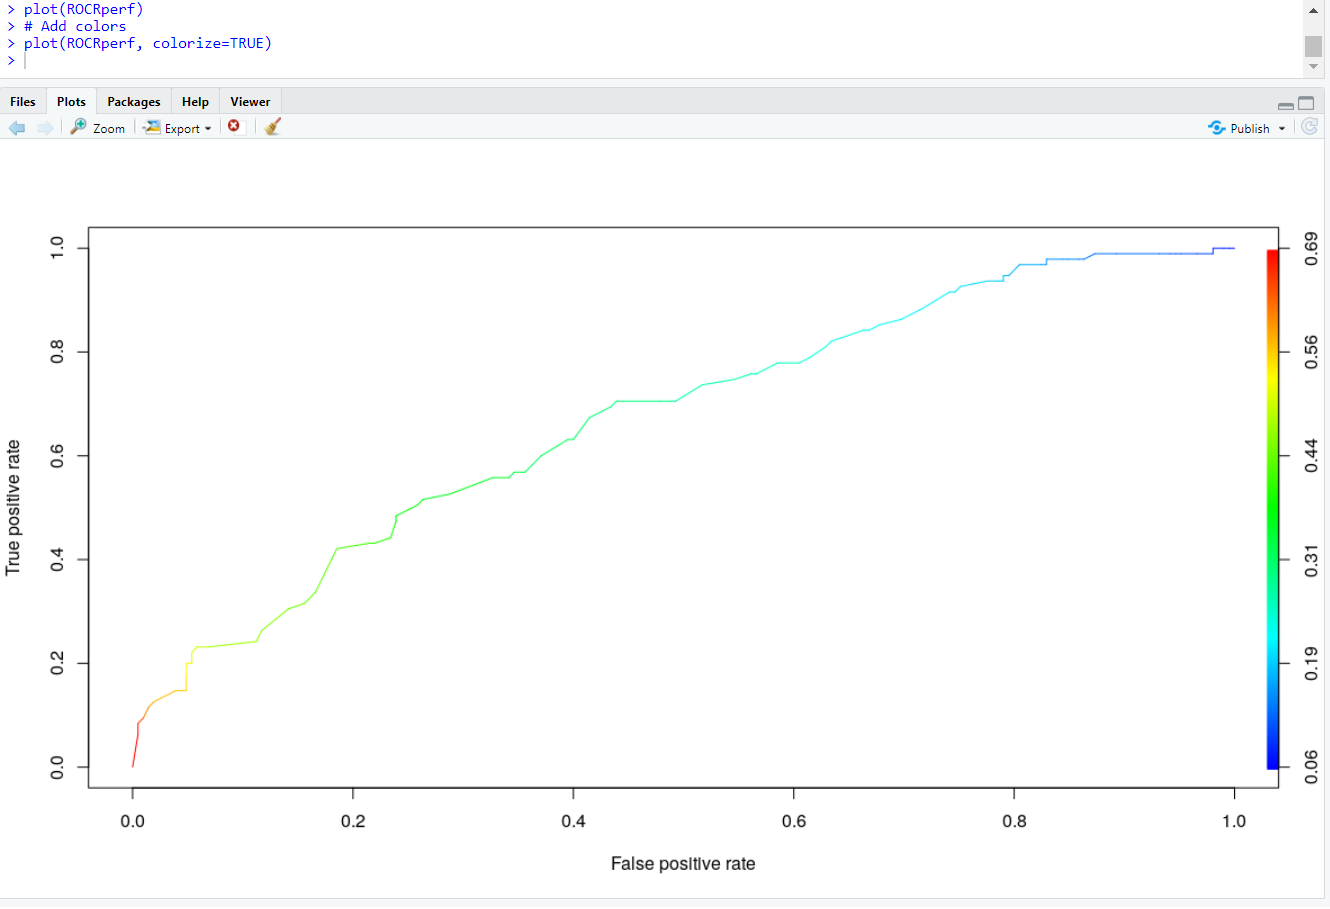 > plot(ROCRperf)
> # Add colors
> plot(ROCRperf, colorize=TRUE)
>
Files Plots Packages Help Viewer
Zoom Export Publish
1.0
0.8
0.6
0.4
0.2
0.0
True positive rate
0.69
0.56
0.44
0.31
0.19
0.06
0.0 0.2 0.4 0.6 0.8 1.0
False positive rate